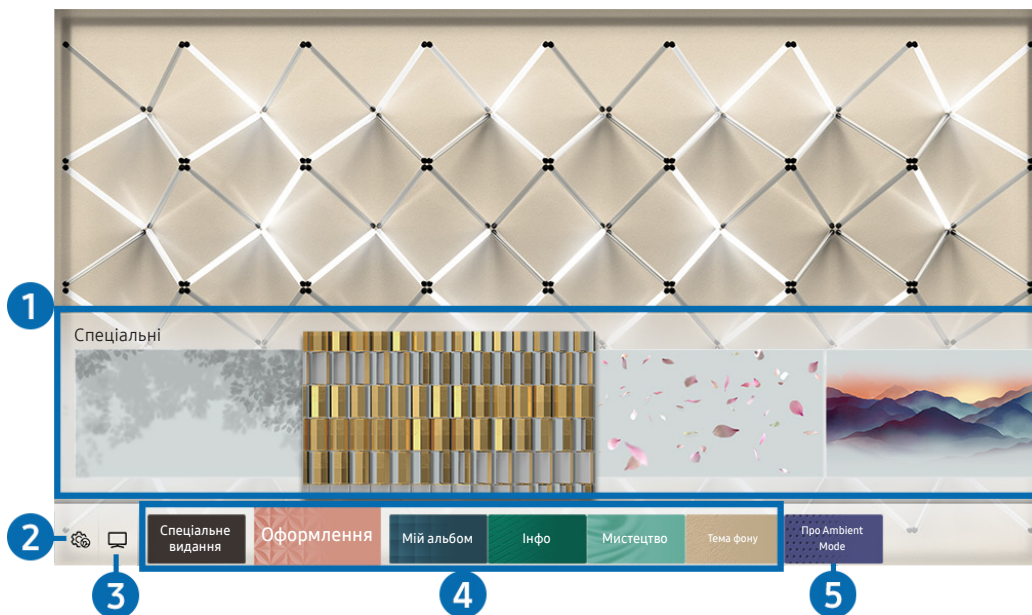 1
Спеціальні
2
3
Спеціальне
видання
Оформлення
Мій альбом
Інфо
Мистецтво
Тема фону
Про Ambient
Mode
4
5